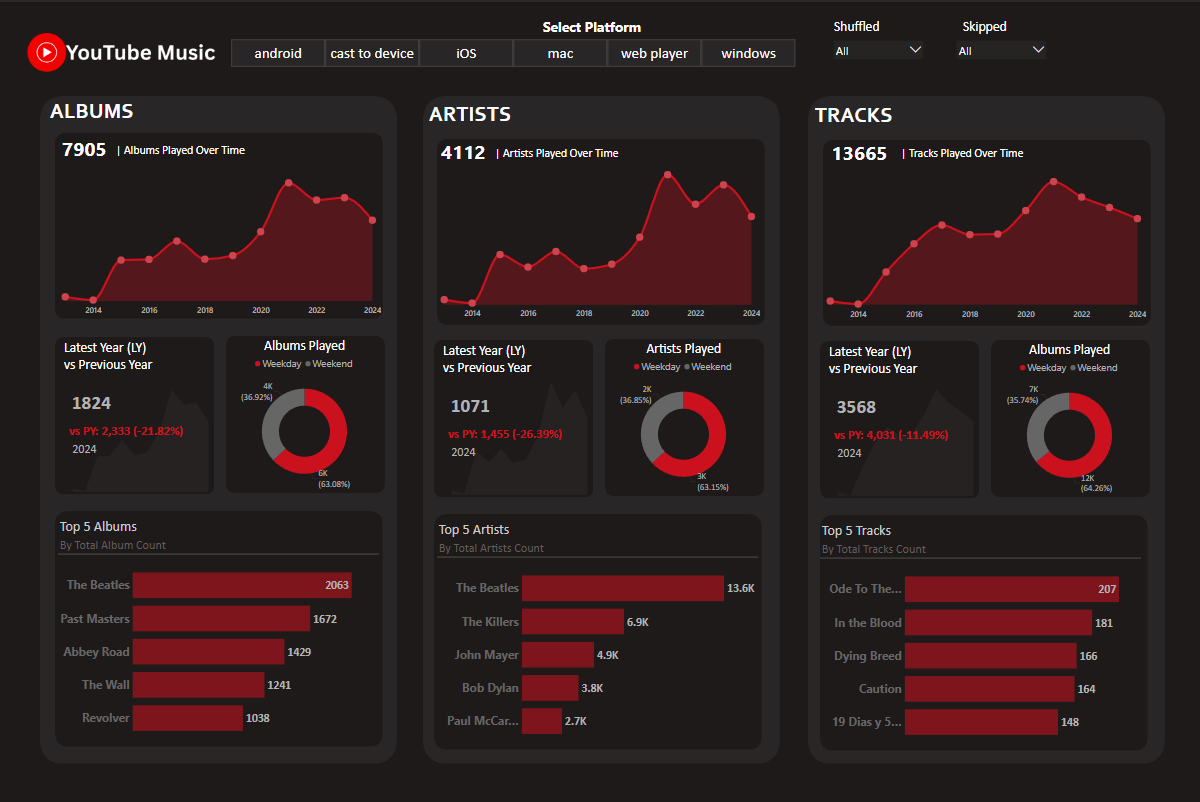 Select Platform
YouTube Music
android
cast to device
iOS
mac
web player
windows
Shuffled
All
Skipped
All
ALBUMS
7905 | Albums Played Over Time
2014 2016 2018 2020 2022 2024
Latest Year (LY)
vs Previous Year
1824
vs PY: 2,333 (-21.82%)
2024
Albums Played
Weekday Weekend
4K
(36.92%)
6K
(63.08%)
Top 5 Albums
By Total Album Count
The Beatles 2063
Past Masters 1672
Abbey Road 1429
The Wall 1241
Revolver 1038
ARTISTS
4112 | Artists Played Over Time
2014 2016 2018 2020 2022 2024
Latest Year (LY)
vs Previous Year
1071
vs PY: 1,455 (-26.39%)
2024
Artists Played
Weekday Weekend
2K
(36.85%)
3K
(63.15%)
Top 5 Artists
By Total Artists Count
The Beatles 13.6K
The Killers 6.9K
John Mayer 4.9K
Bob Dylan 3.8K
Paul McCar... 2.7K
TRACKS
13665 | Tracks Played Over Time
2014 2016 2018 2020 2022 2024
Latest Year (LY)
vs Previous Year
3568
vs PY: 4,031 (-11.49%)
2024
Albums Played
Weekday Weekend
7K
(35.74%)
12K
(64.26%)
Top 5 Tracks
By Total Tracks Count
Ode To The... 207
In the Blood 181
Dying Breed 166
Caution 164
19 Dias y 5... 148